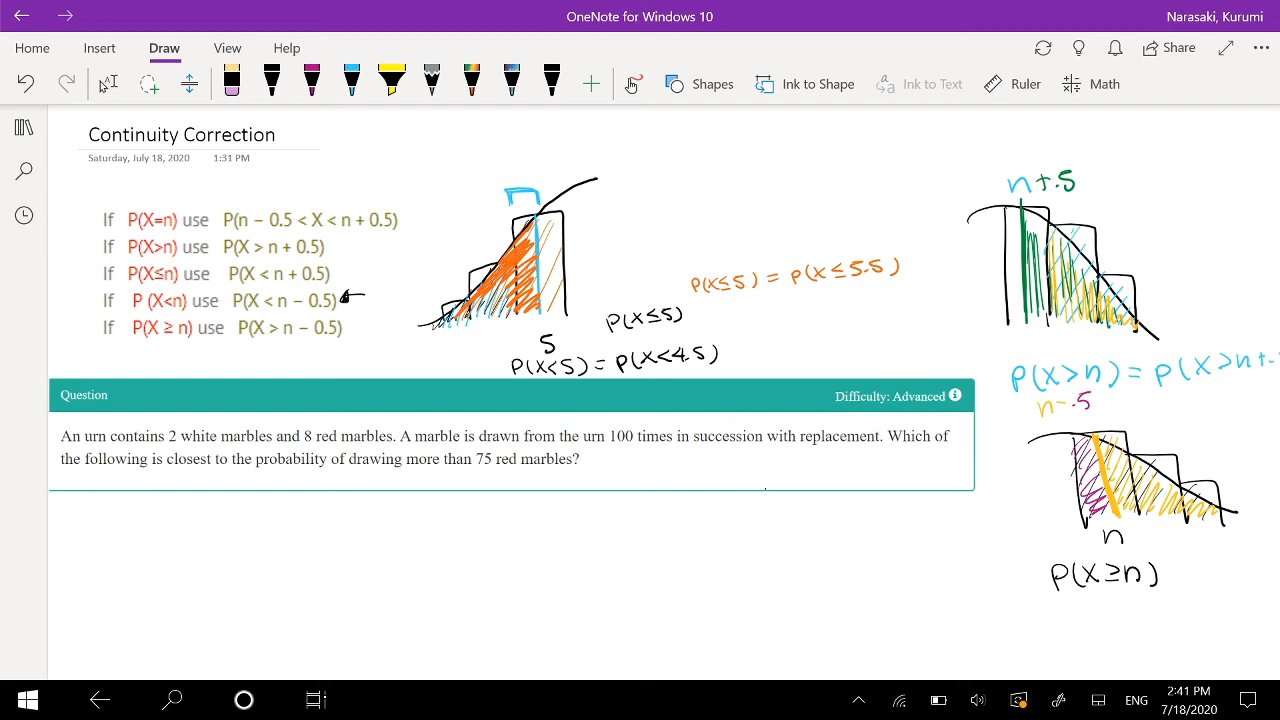 OneNote for Windows 10
Narasaki, Kurumi
Home Insert Draw View Help
Share
Shapes Ink to Shape Ink to Text Ruler Math
Continuity Correction
Saturday, July 18, 2020 1:31 PM
If P(X=n) use P(n − 0.5 < X < n + 0.5)
If P(X>n) use P(X > n + 0.5)
If P(X≤n) use P(X < n + 0.5)
If P (X<n) use P(X < n − 0.5)
If P(X ≥ n) use P(X > n − 0.5)
P(X≤5) = P(X≤5.5)
P(X≤5)
5
P(X<5) = P(X<4.5)
n+.5
P(X>n) = P(X>n+.
n-.5
n
P(X≥n)
Question
Difficulty: Advanced
An urn contains 2 white marbles and 8 red marbles. A marble is drawn from the urn 100 times in succession with replacement. Which of
the following is closest to the probability of drawing more than 75 red marbles?
ENG
2:41 PM
7/18/2020